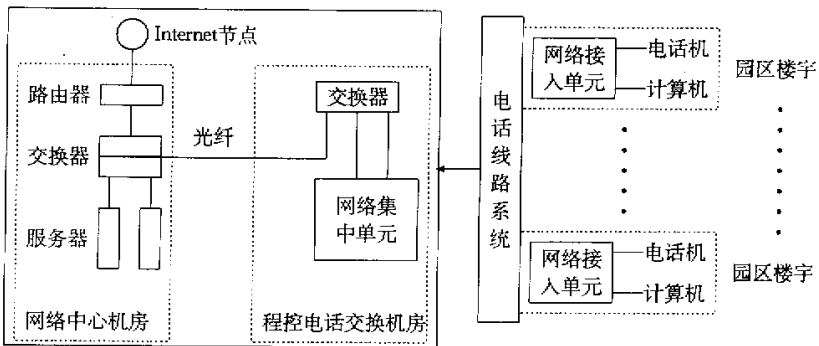 Internet节点
路由器
交换器
服务器
网络中心机房
光纤
交换器
网络集
中单元
程控电话交换机房
电话线路系统
网络接
入单元
电话机
计算机
园区楼宇
网络接
入单元
电话机
计算机
园区楼宇